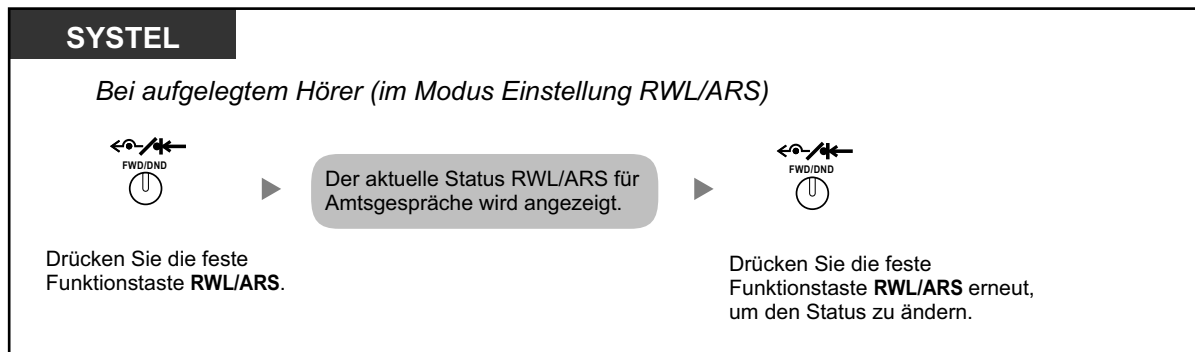 SYSTEL
Bei aufgelegtem Hörer (im Modus Einstellung RWL/ARS)
FWD/DND
Drücken Sie die feste
Funktionstaste RWL/ARS.
Der aktuelle Status RWL/ARS für
Amtsgespräche wird angezeigt.
FWD/DND
Drücken Sie die feste
Funktionstaste RWL/ARS erneut,
um den Status zu ändern.